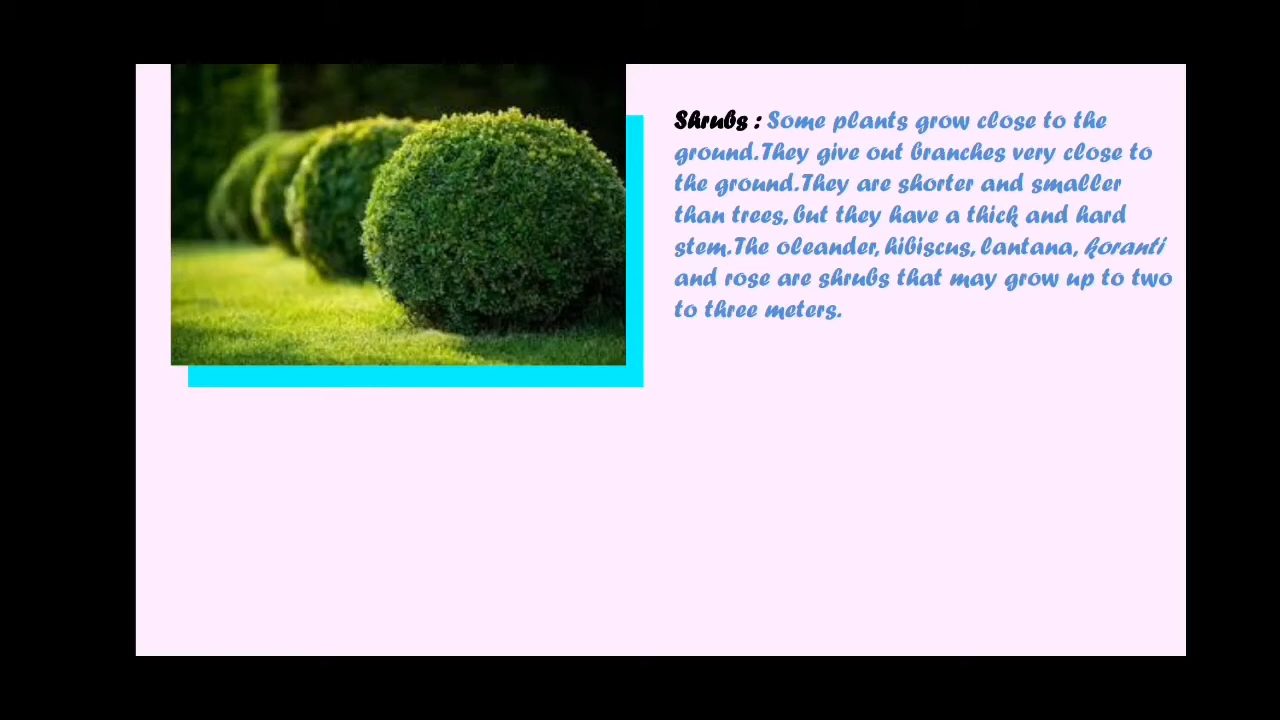 Shrubs : Some plants grow close to the
ground.They give out branches very close to
the ground.They are shorter and smaller
than trees, but they have a thick and hard
stem.The oleander, hibiscus, lantana, koranti
and rose are shrubs that may grow up to two
to three meters.